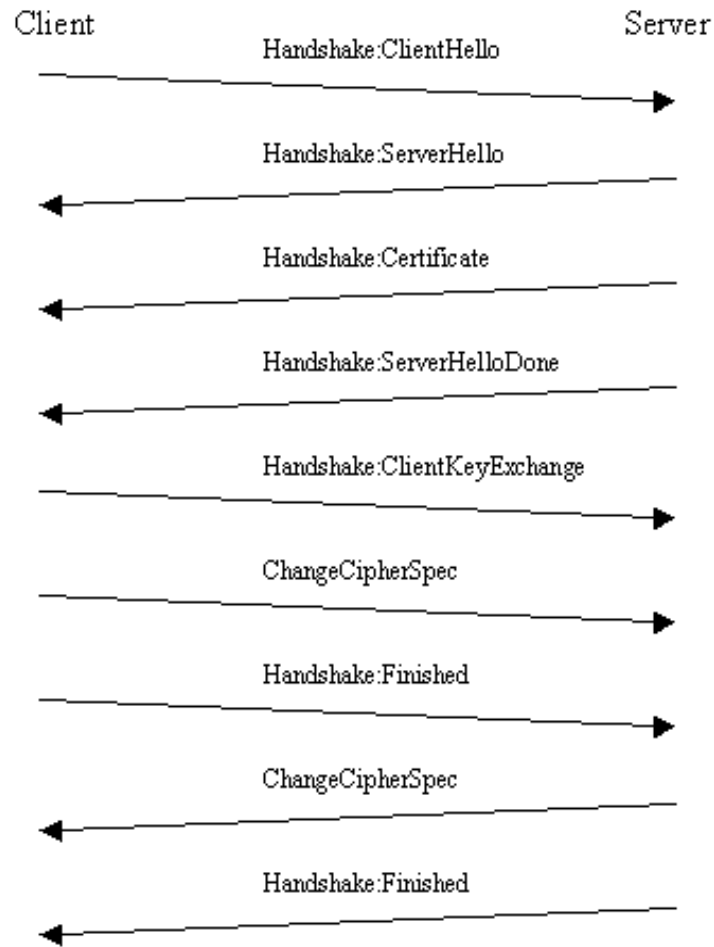 Client Server
Handshake:ClientHello
Handshake:ServerHello
Handshake:Certificate
Handshake:ServerHelloDone
Handshake:ClientKeyExchange
ChangeCipherSpec
Handshake:Finished
ChangeCipherSpec
Handshake:Finished